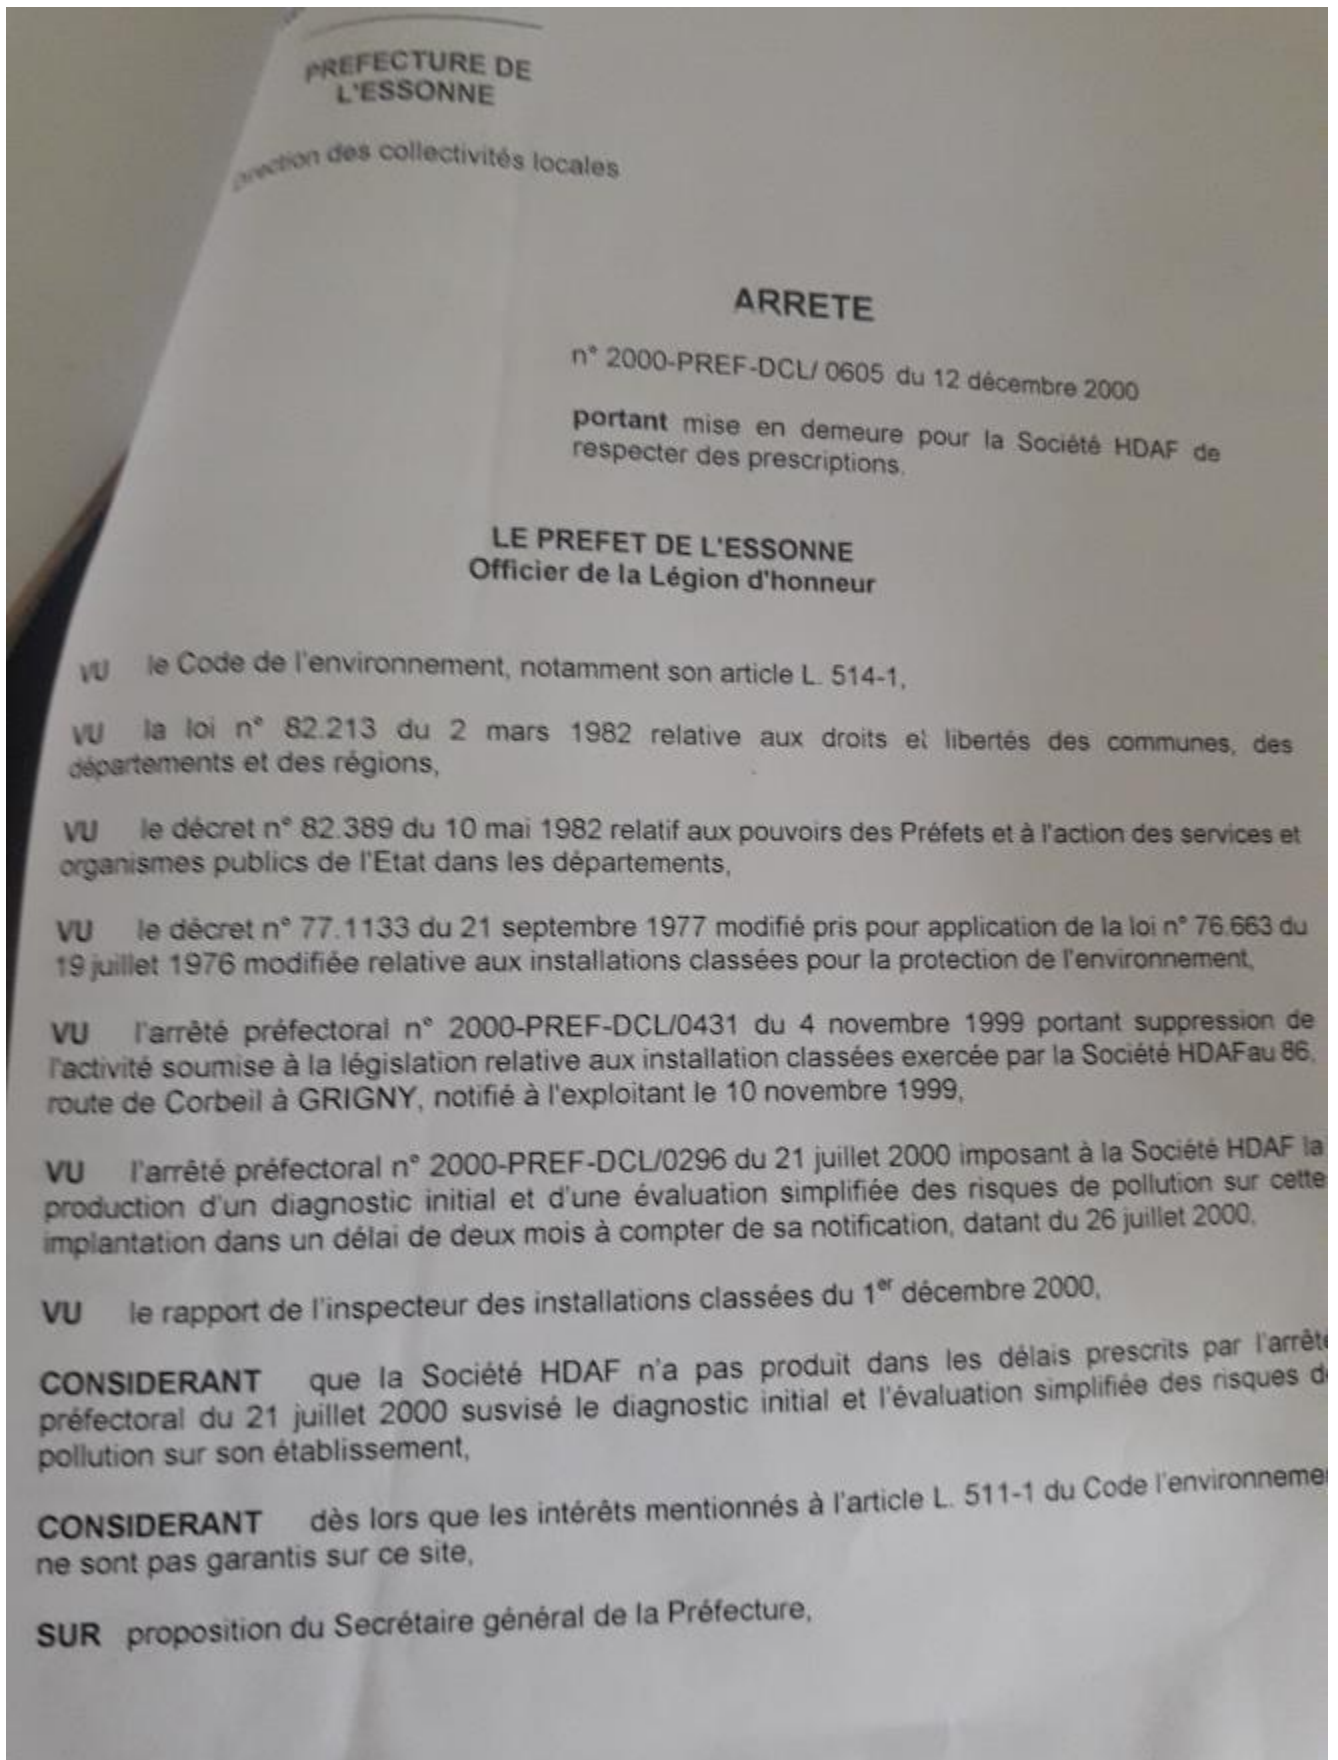 PREFECTURE DE
L'ESSONNE
Direction des collectivités locales
ARRETE
n° 2000-PREF-DCL/ 0605 du 12 décembre 2000
portant mise en demeure pour la Société HDAF de
respecter des prescriptions.
LE PREFET DE L'ESSONNE
Officier de la Légion d'honneur
VU le Code de l'environnement, notamment son article L. 514-1,
VU la loi n° 82.213 du 2 mars 1982 relative aux droits et libertés des communes, des
départements et des régions,
VU le décret n° 82.389 du 10 mai 1982 relatif aux pouvoirs des Préfets et à l'action des services et
organismes publics de l'Etat dans les départements,
VU le décret n° 77.1133 du 21 septembre 1977 modifié pris pour application de la loi n° 76.663 du
19 juillet 1976 modifiée relative aux installations classées pour la protection de l'environnement,
VU l'arrêté préfectoral n° 2000-PREF-DCL/0431 du 4 novembre 1999 portant suppression de
l'activité soumise à la législation relative aux installation classées exercée par la Société HDAFau 86,
route de Corbeil à GRIGNY, notifié à l'exploitant le 10 novembre 1999,
VU l'arrêté préfectoral n° 2000-PREF-DCL/0296 du 21 juillet 2000 imposant à la Société HDAF la
production d'un diagnostic initial et d'une évaluation simplifiée des risques de pollution sur cette
implantation dans un délai de deux mois à compter de sa notification, datant du 26 juillet 2000,
VU le rapport de l'inspecteur des installations classées du 1er décembre 2000,
CONSIDERANT que la Société HDAF n'a pas produit dans les délais prescrits par l'arrêté
préfectoral du 21 juillet 2000 susvisé le diagnostic initial et l'évaluation simplifiée des risques de
pollution sur son établissement,
CONSIDERANT dès lors que les intérêts mentionnés à l'article L. 511-1 du Code l'environnemen
ne sont pas garantis sur ce site,
SUR proposition du Secrétaire général de la Préfecture,